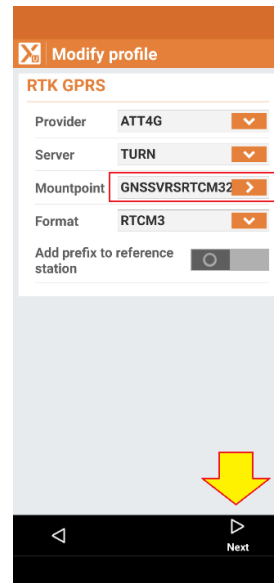 Modify profile
RTK GPRS
Provider ATT4G
Server TURN
Mountpoint GNSSVRSRTCM32
Format RTCM3
Add prefix to reference
station
Next